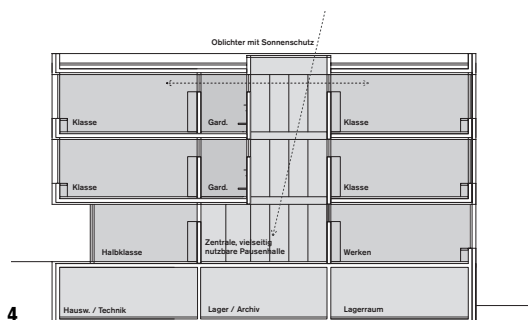 Oblichter mit Sonnenschutz
Klasse
Gard.
Klasse
Klasse
Gard.
Klasse
Halbklasse
Zentrale, vielseitig
nutzbare Pausenhalle
Werken
Hausw. / Technik
Lager / Archiv
Lagerraum
4